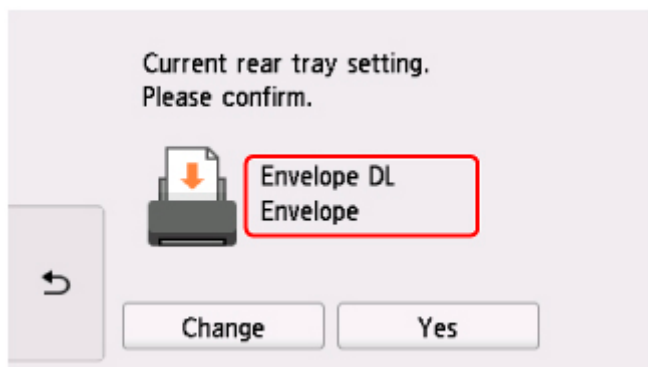 Current rear tray setting.
Please confirm.
Envelope DL
Envelope
Change
Yes